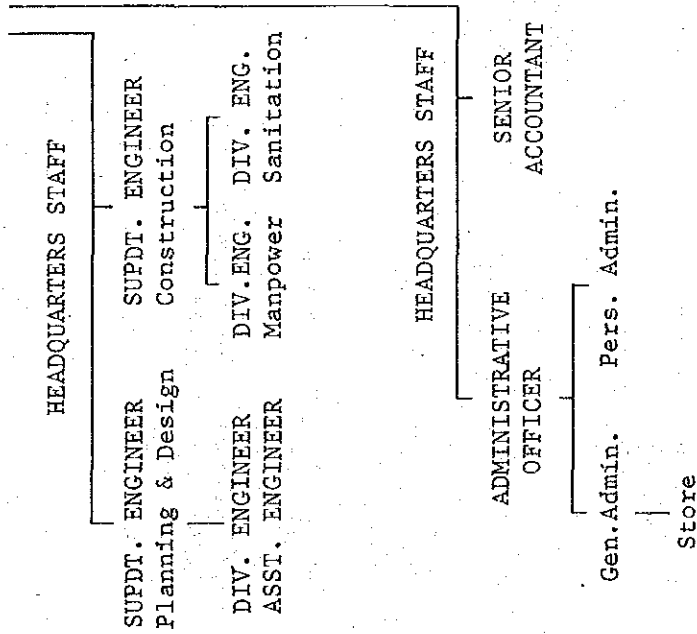 HEADQUARTERS STAFF
SUPDT. ENGINEER
Planning & Design
SUPDT. ENGINEER
Construction
DIV. ENGINEER
ASST. ENGINEER
DIV.ENG.
Manpower
DIV. ENG.
Sanitation
HEADQUARTERS STAFF
ADMINISTRATIVE
OFFICER
SENIOR
ACCOUNTANT
Gen.Admin.
Pers. Admin.
Store